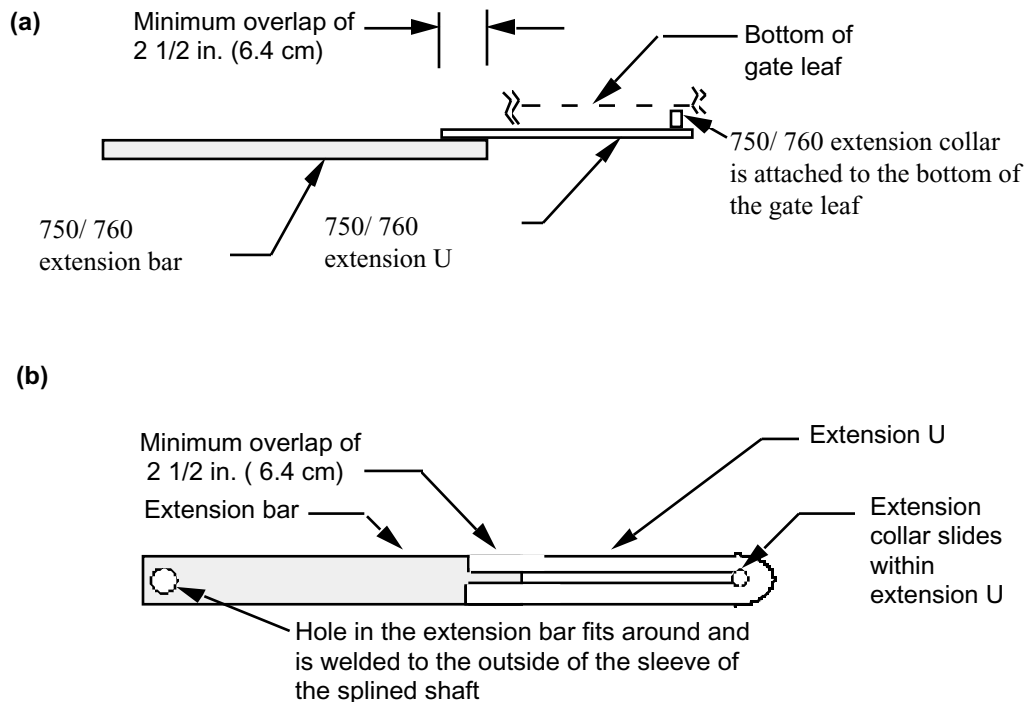 (a)
Minimum overlap of
2 1/2 in. (6.4 cm)
Bottom of
gate leaf
750/ 760 extension collar
is attached to the bottom of
the gate leaf
750/ 760
extension bar
750/ 760
extension U
(b)
Minimum overlap of
2 1/2 in. ( 6.4 cm)
Extension bar
Extension U
Extension
collar slides
within
extension U
Hole in the extension bar fits around and
is welded to the outside of the sleeve of
the splined shaft